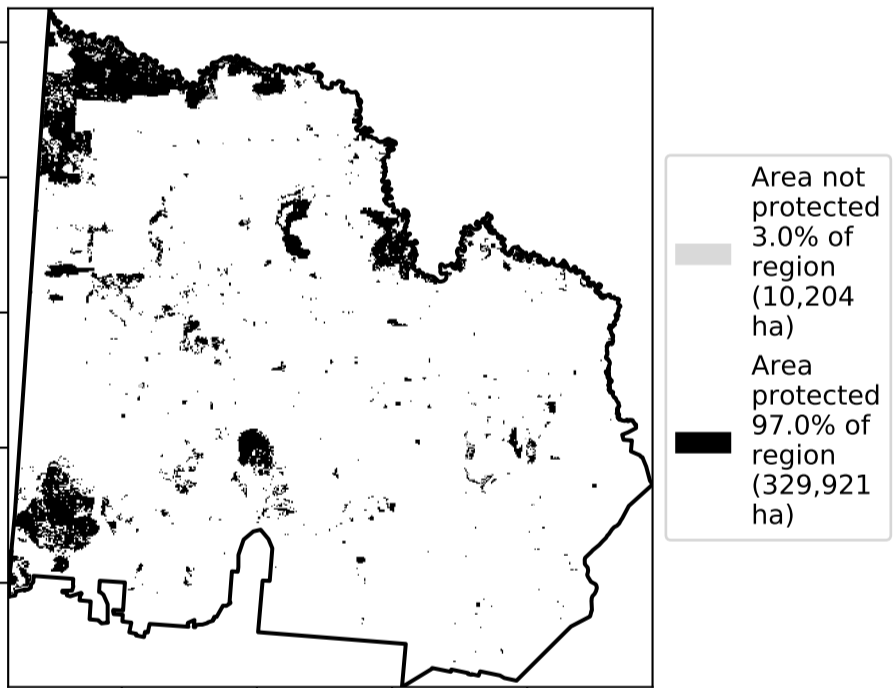 Area not
protected
3.0% of
region
(10,204
ha)
Area
protected
97.0% of
region
(329,921
ha)